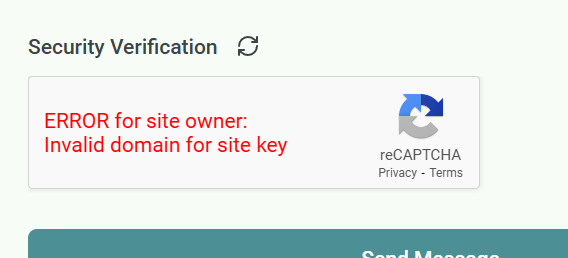 Security Verification
ERROR for site owner:
Invalid domain for site key
reCAPTCHA
Privacy - Terms
Send Message